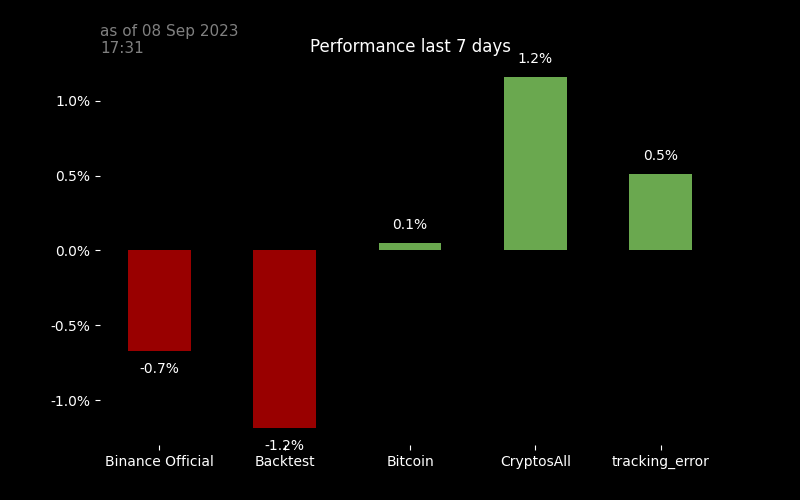 as of 08 Sep 2023
17:31
Performance last 7 days
1.2%
1.0%
0.5%
0.5%
0.1%
0.0%
-0.5%
-0.7%
-1.0%
-1.2%
Binance Official
Backtest
Bitcoin
CryptosAll
tracking_error